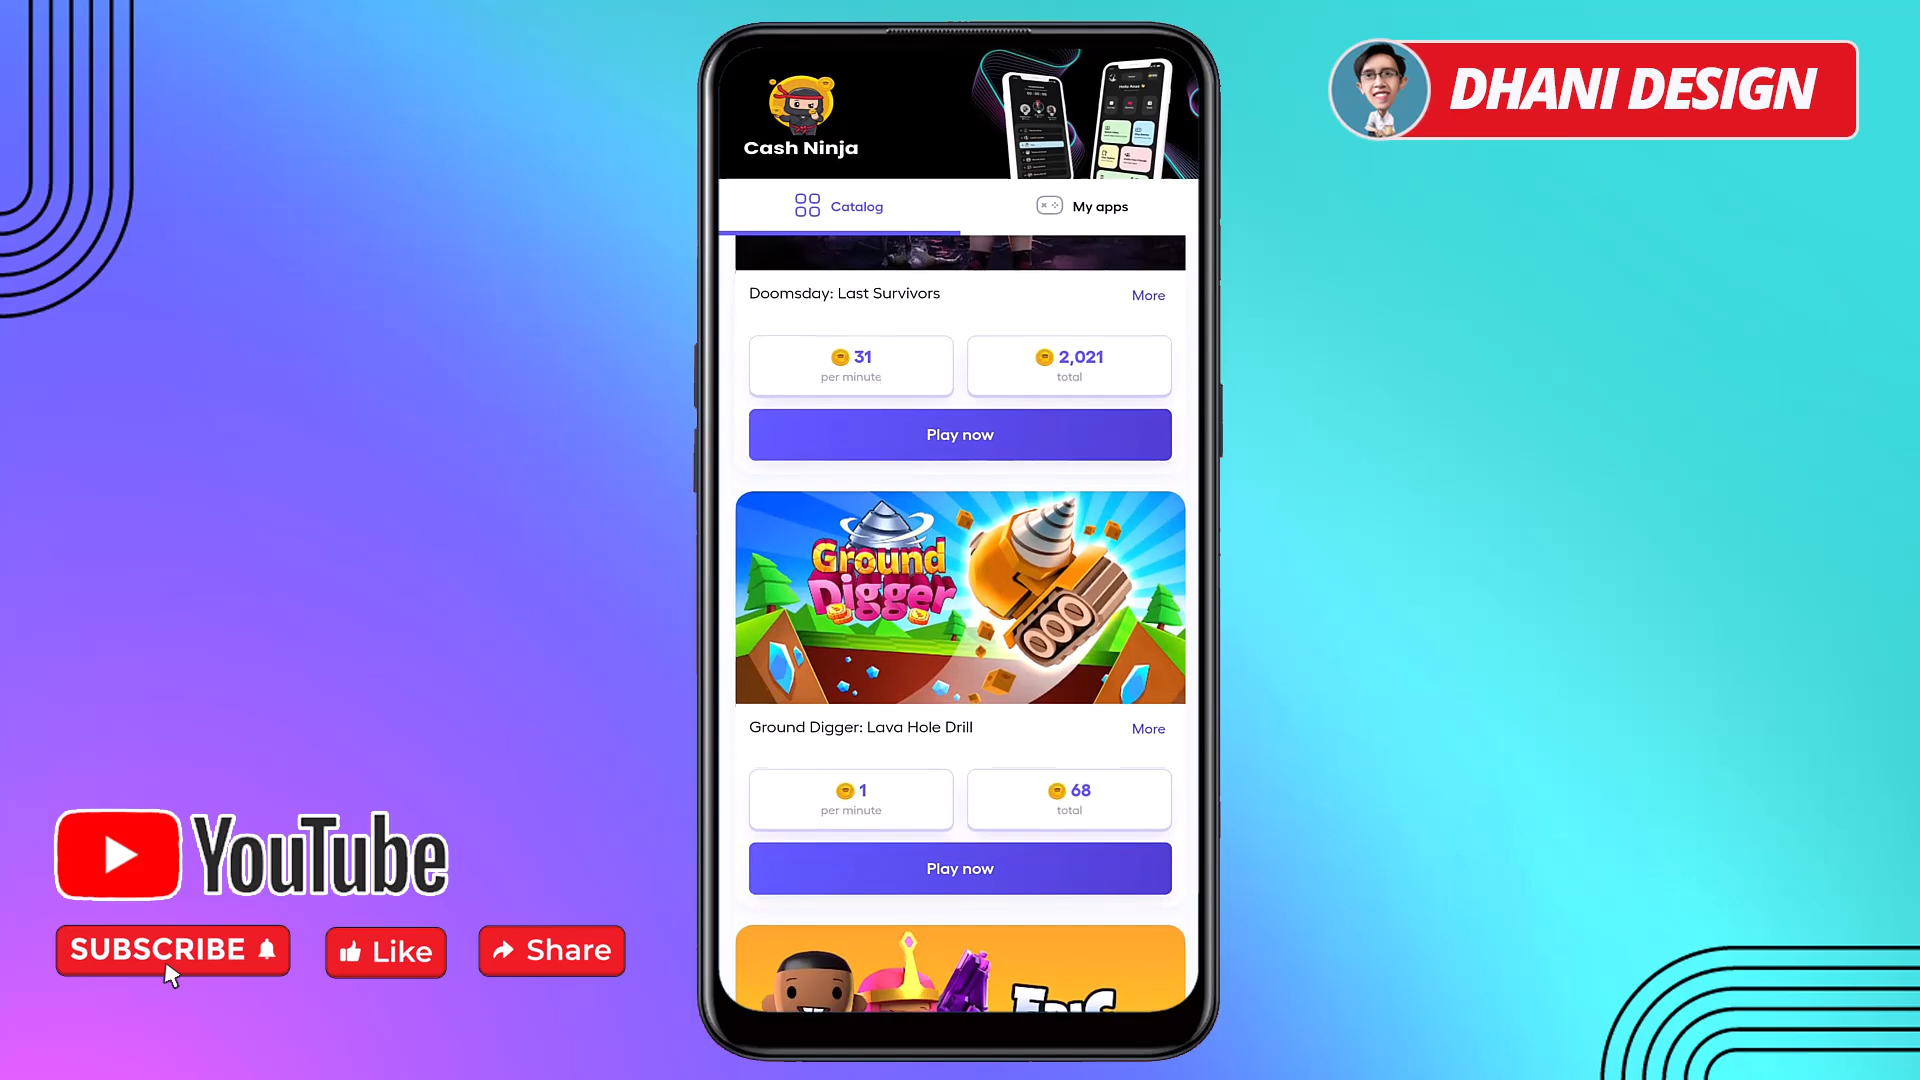 DHANI DESIGN
Cash Ninja
Catalog
My apps
Doomsday: Last Survivors
More
31
per minute
2,021
total
Play now
Ground
Digger
Ground Digger: Lava Hole Drill
More
1
per minute
68
total
Play now
EPIC
YouTube
SUBSCRIBE
Like
Share